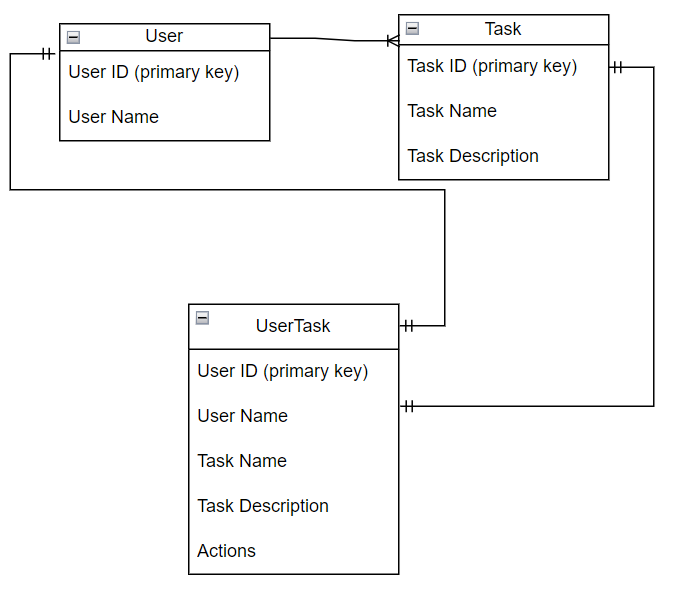 User
User ID (primary key)
User Name
Task
Task ID (primary key)
Task Name
Task Description
UserTask
User ID (primary key)
User Name
Task Name
Task Description
Actions